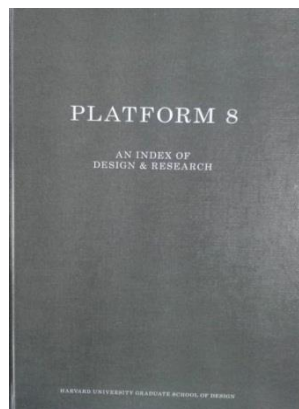 PLATFORM 8
AN INDEX OF
DESIGN & RESEARCH
HARVARD UNIVERSITY GRADUATE SCHOOL OF DESIGN